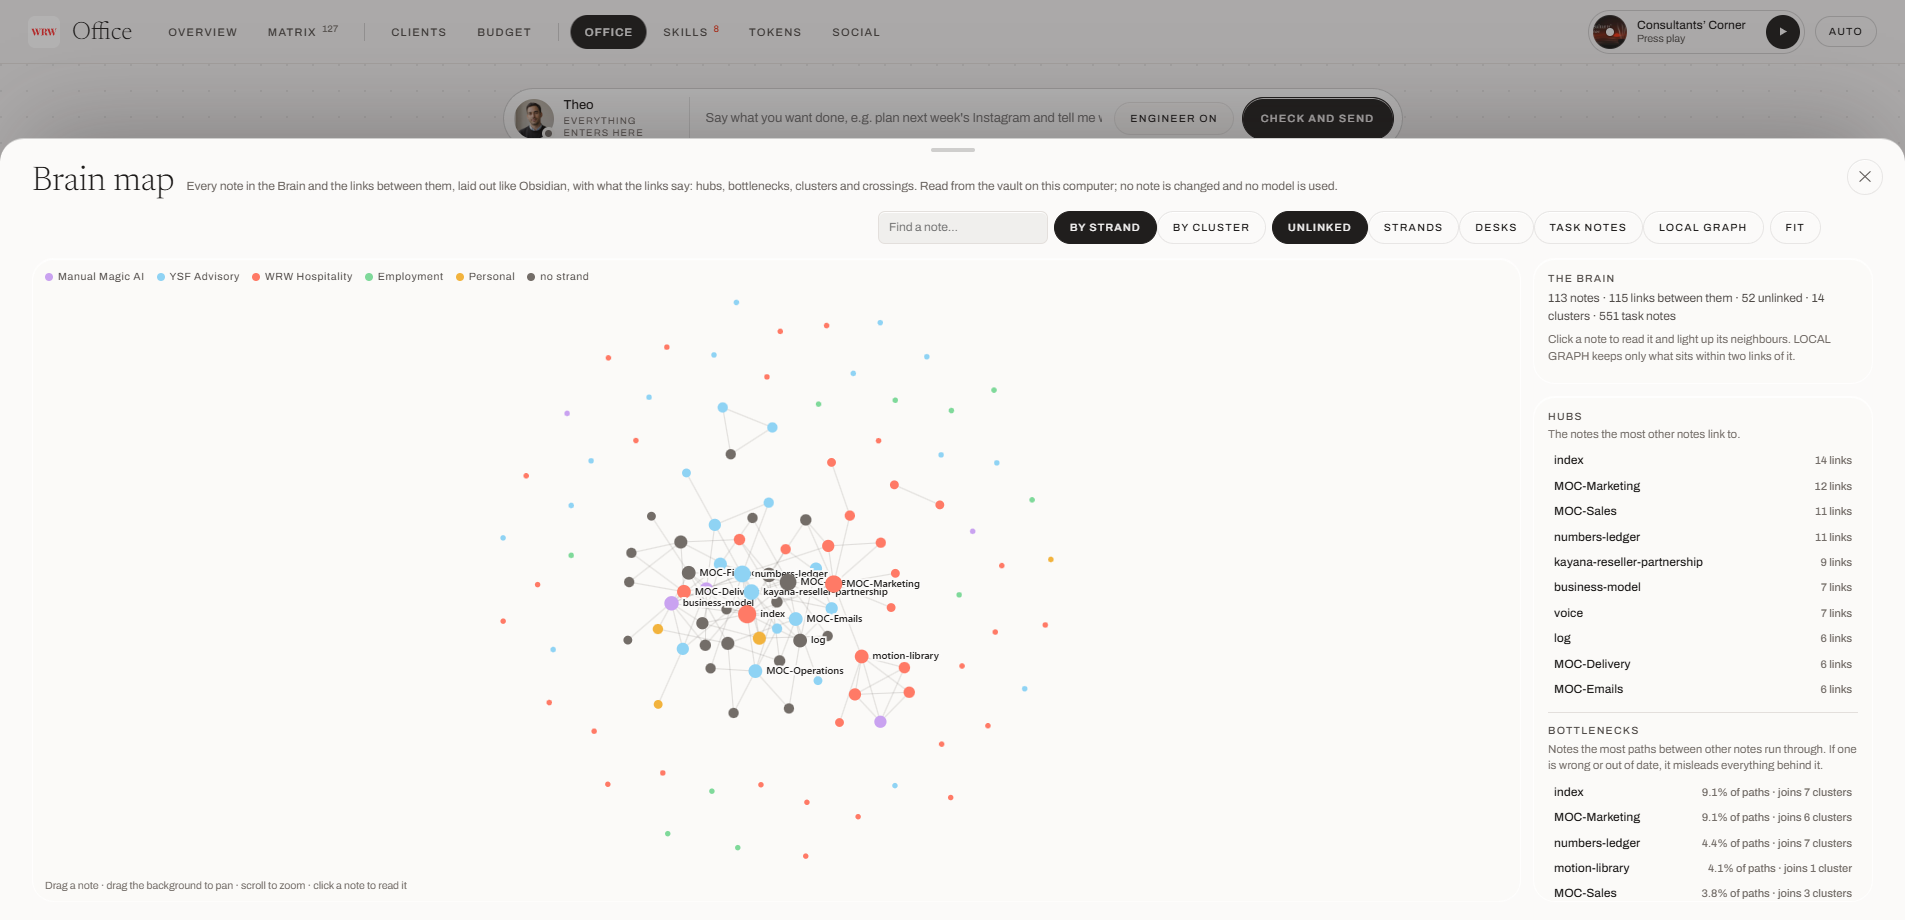 WRW Office OVERVIEW MATRIX 127 CLIENTS BUDGET OFFICE SKILLS 8 TOKENS SOCIAL
Consultants' Corner
Press play
AUTO
Theo
EVERYTHING
ENTERS HERE
Say what you want done, e.g. plan next week's Instagram and tell me
ENGINEER ON
CHECK AND SEND
Brain map
Every note in the Brain and the links between them, laid out like Obsidian, with what the links say: hubs, bottlenecks, clusters and crossings. Read from the vault on this computer; no note is changed and no model is used.
Find a note...
BY STRAND BY CLUSTER UNLINKED STRANDS DESKS TASK NOTES LOCAL GRAPH FIT
Manual Magic AI YSF Advisory WRW Hospitality Employment Personal no strand
numbers-ledger
MOC-Marketing
kayana-reseller-partnership
business-model
index
MOC-Emails
log
motion-library
MOC-Operations
Drag a note · drag the background to pan · scroll to zoom · click a note to read it
THE BRAIN
113 notes · 115 links between them · 52 unlinked · 14
clusters · 551 task notes
Click a note to read it and light up its neighbours. LOCAL
GRAPH keeps only what sits within two links of it.
HUBS
The notes the most other notes link to.
index 14 links
MOC-Marketing 12 links
MOC-Sales 11 links
numbers-ledger 11 links
kayana-reseller-partnership 9 links
business-model 7 links
voice 7 links
log 6 links
MOC-Delivery 6 links
MOC-Emails 6 links
BOTTLENECKS
Notes the most paths between other notes run through. If one
is wrong or out of date, it misleads everything behind it.
index 9.1% of paths · joins 7 clusters
MOC-Marketing 9.1% of paths · joins 6 clusters
numbers-ledger 4.4% of paths · joins 7 clusters
motion-library 4.1% of paths · joins 1 cluster
MOC-Sales 3.8% of paths · joins 3 clusters